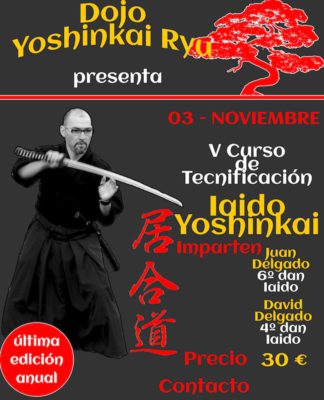 Dojo
Yoshinkai Ryu
presenta
03 - NOVIEMBRE
V Curso
de
Tecnificación
Iaido
Yoshinkai
Imparten
Juan
Delgado
6º dan
Iaido
David
Delgado
4º dan
Iaido
居
合
道
última
edición
anual
Precio 30 €
Contacto